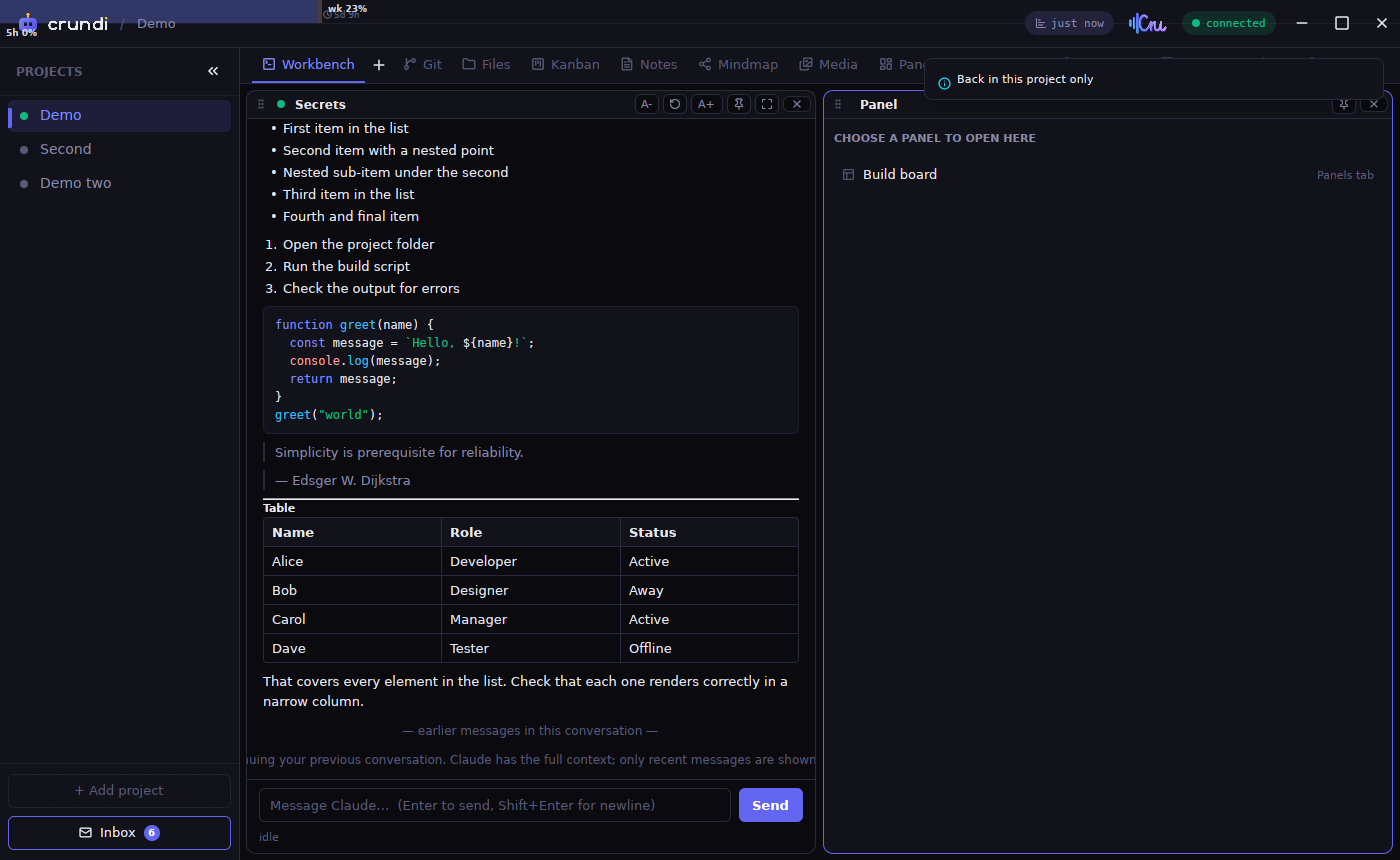 wk 23%
5d 9h
crundi / Demo
5h 0%
just now
Cru
connected
PROJECTS
Demo
Second
Demo two
+ Add project
Inbox 6
Workbench
Git
Files
Kanban
Notes
Mindmap
Media
Back in this project only
Secrets
A-
A+
• First item in the list
• Second item with a nested point
• Nested sub-item under the second
• Third item in the list
• Fourth and final item
1. Open the project folder
2. Run the build script
3. Check the output for errors
function greet(name) {
const message = `Hello, ${name}!`;
console.log(message);
return message;
}
greet("world");
Simplicity is prerequisite for reliability.
— Edsger W. Dijkstra
Table
Name Role Status
Alice Developer Active
Bob Designer Away
Carol Manager Active
Dave Tester Offline
That covers every element in the list. Check that each one renders correctly in a
narrow column.
— earlier messages in this conversation —
your previous conversation. Claude has the full context; only recent messages are shown
Message Claude… (Enter to send, Shift+Enter for newline)
Send
idle
Panel
CHOOSE A PANEL TO OPEN HERE
Build board
Panels tab